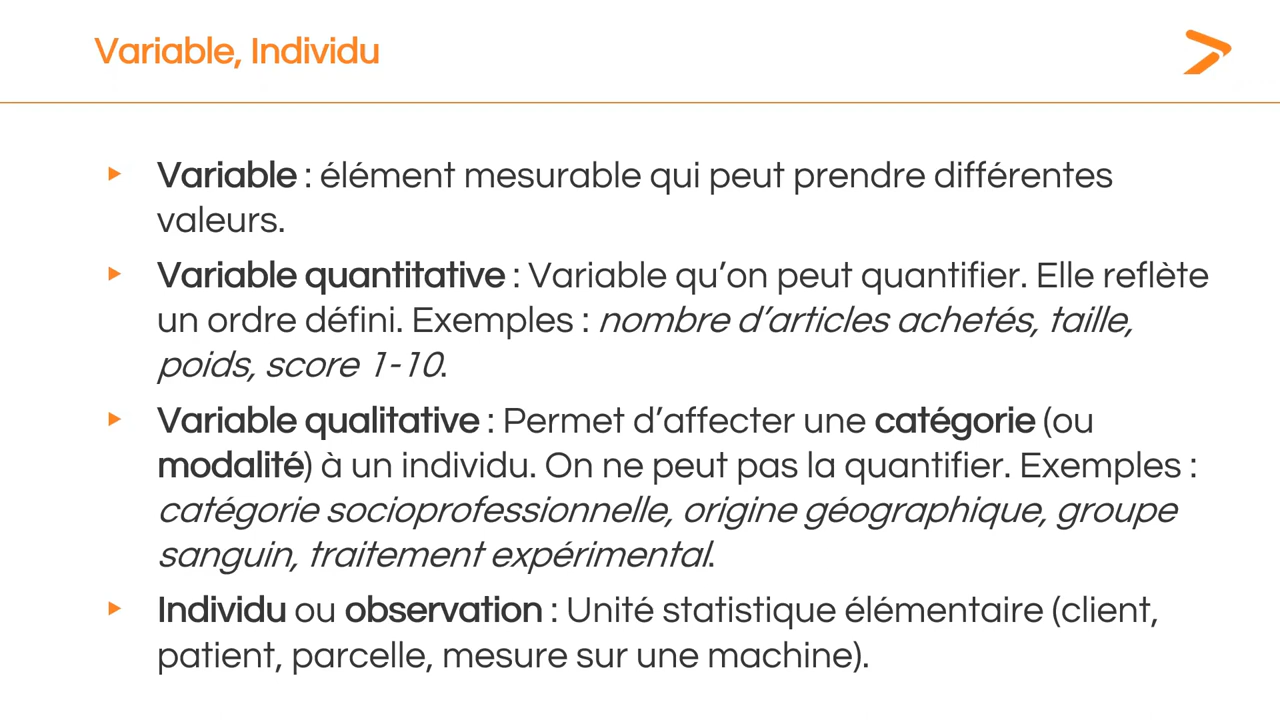 Variable, Individu
Variable : élément mesurable qui peut prendre différentes
valeurs.
Variable quantitative : Variable qu’on peut quantifier. Elle reflète
un ordre défini. Exemples : nombre d’articles achetés, taille,
poids, score 1-10.
Variable qualitative : Permet d’affecter une catégorie (ou
modalité) à un individu. On ne peut pas la quantifier. Exemples :
catégorie socioprofessionnelle, origine géographique, groupe
sanguin, traitement expérimental.
Individu ou observation : Unité statistique élémentaire (client,
patient, parcelle, mesure sur une machine).